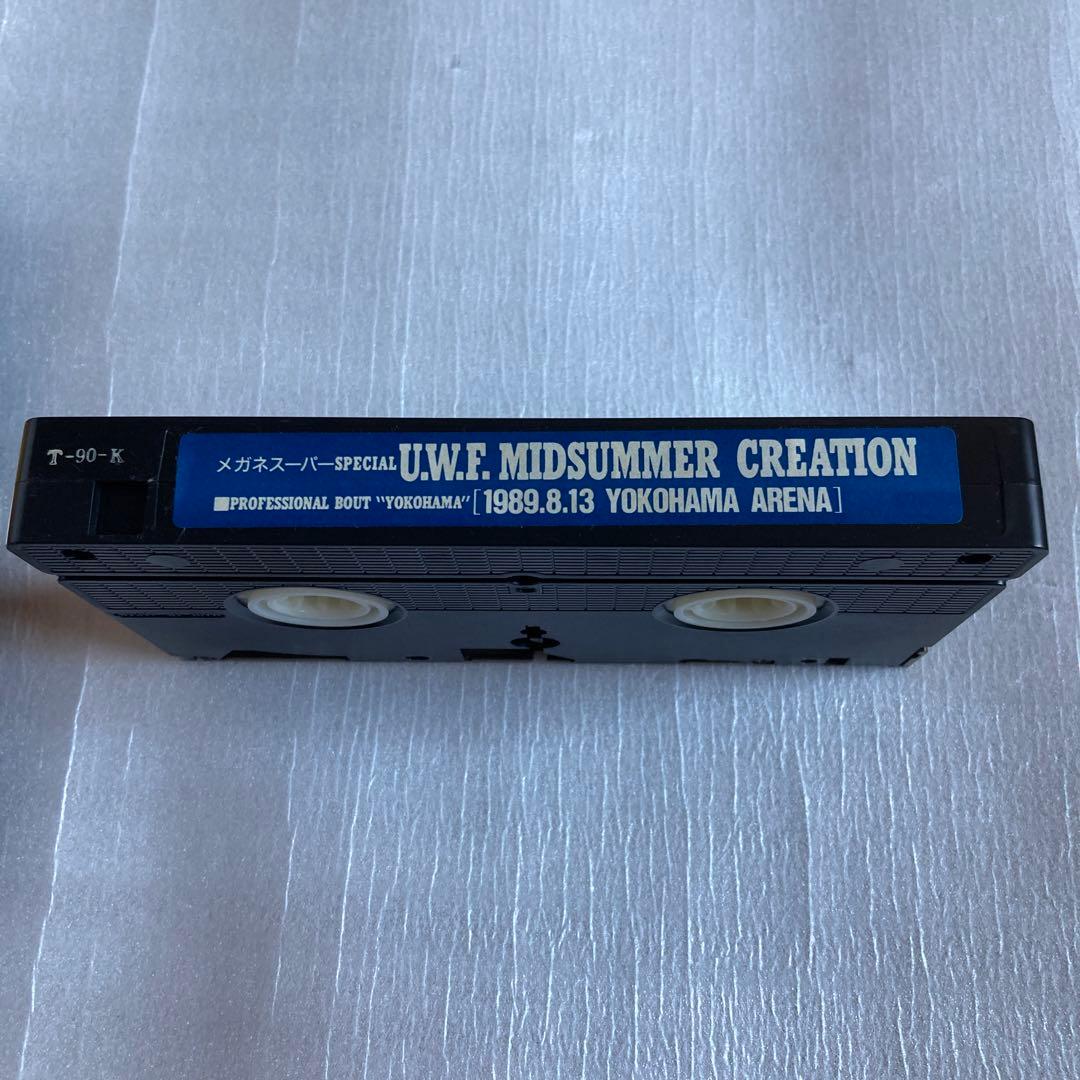 T-90-K
メガネスーパーSPECIAL U.W.F. MIDSUMMER CREATION
■PROFESSIONAL BOUT "YOKOHAMA" [1989.8.13 YOKOHAMA ARENA]